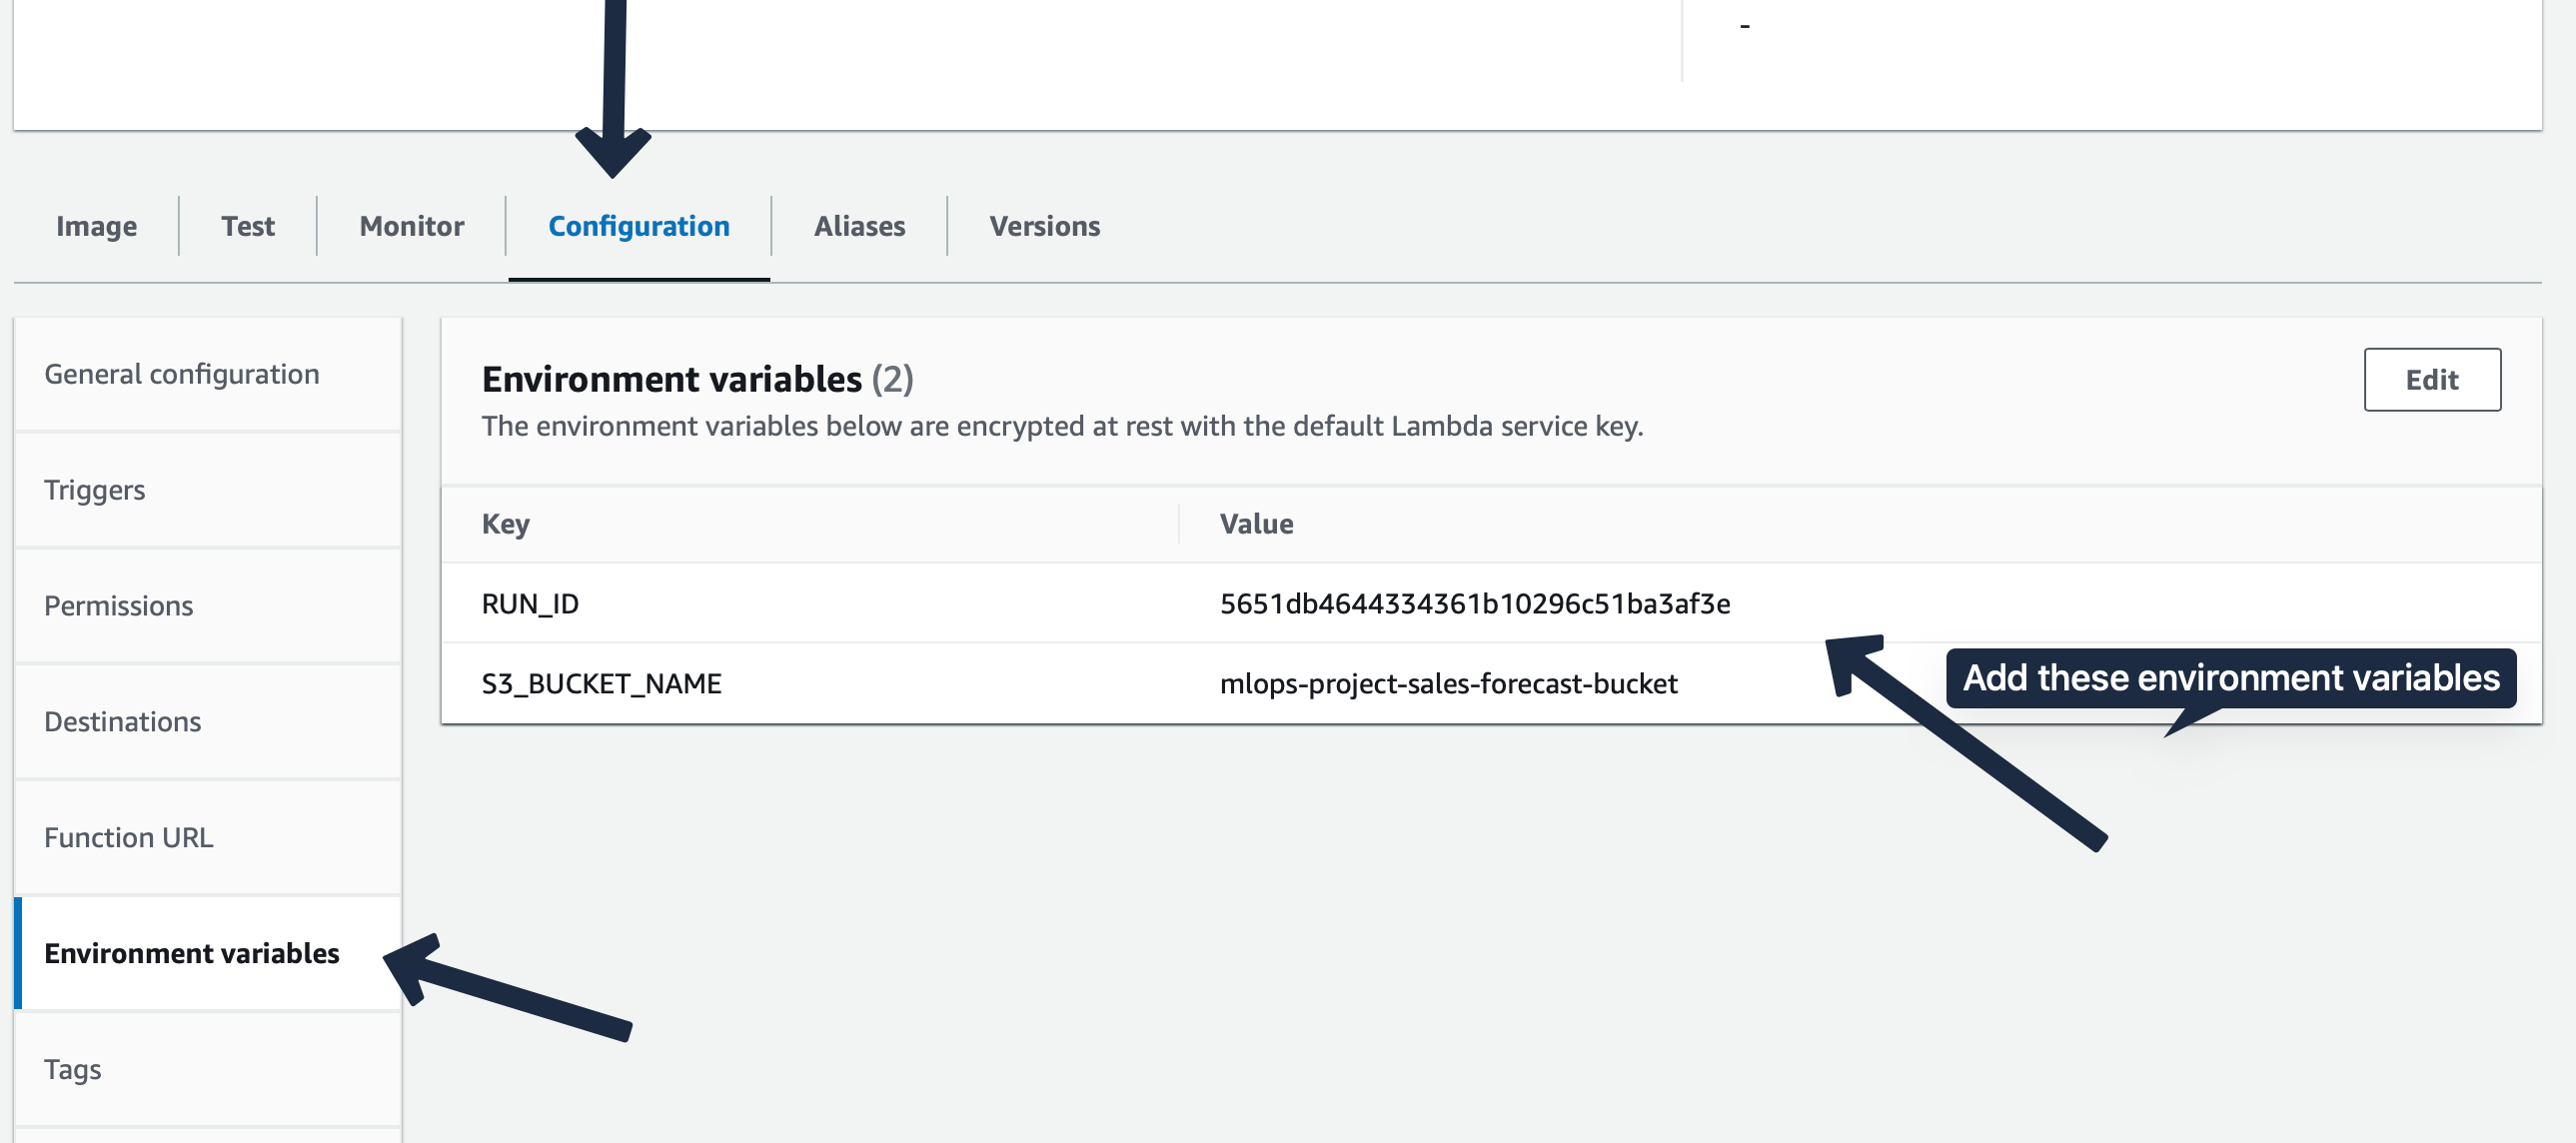 -
Image Test Monitor Configuration Aliases Versions
General configuration
Triggers
Permissions
Destinations
Function URL
Environment variables
Tags
Environment variables (2)
Edit
The environment variables below are encrypted at rest with the default Lambda service key.
Key Value
RUN_ID 5651db4644334361b10296c51ba3af3e
S3_BUCKET_NAME mlops-project-sales-forecast-bucket
Add these environment variables